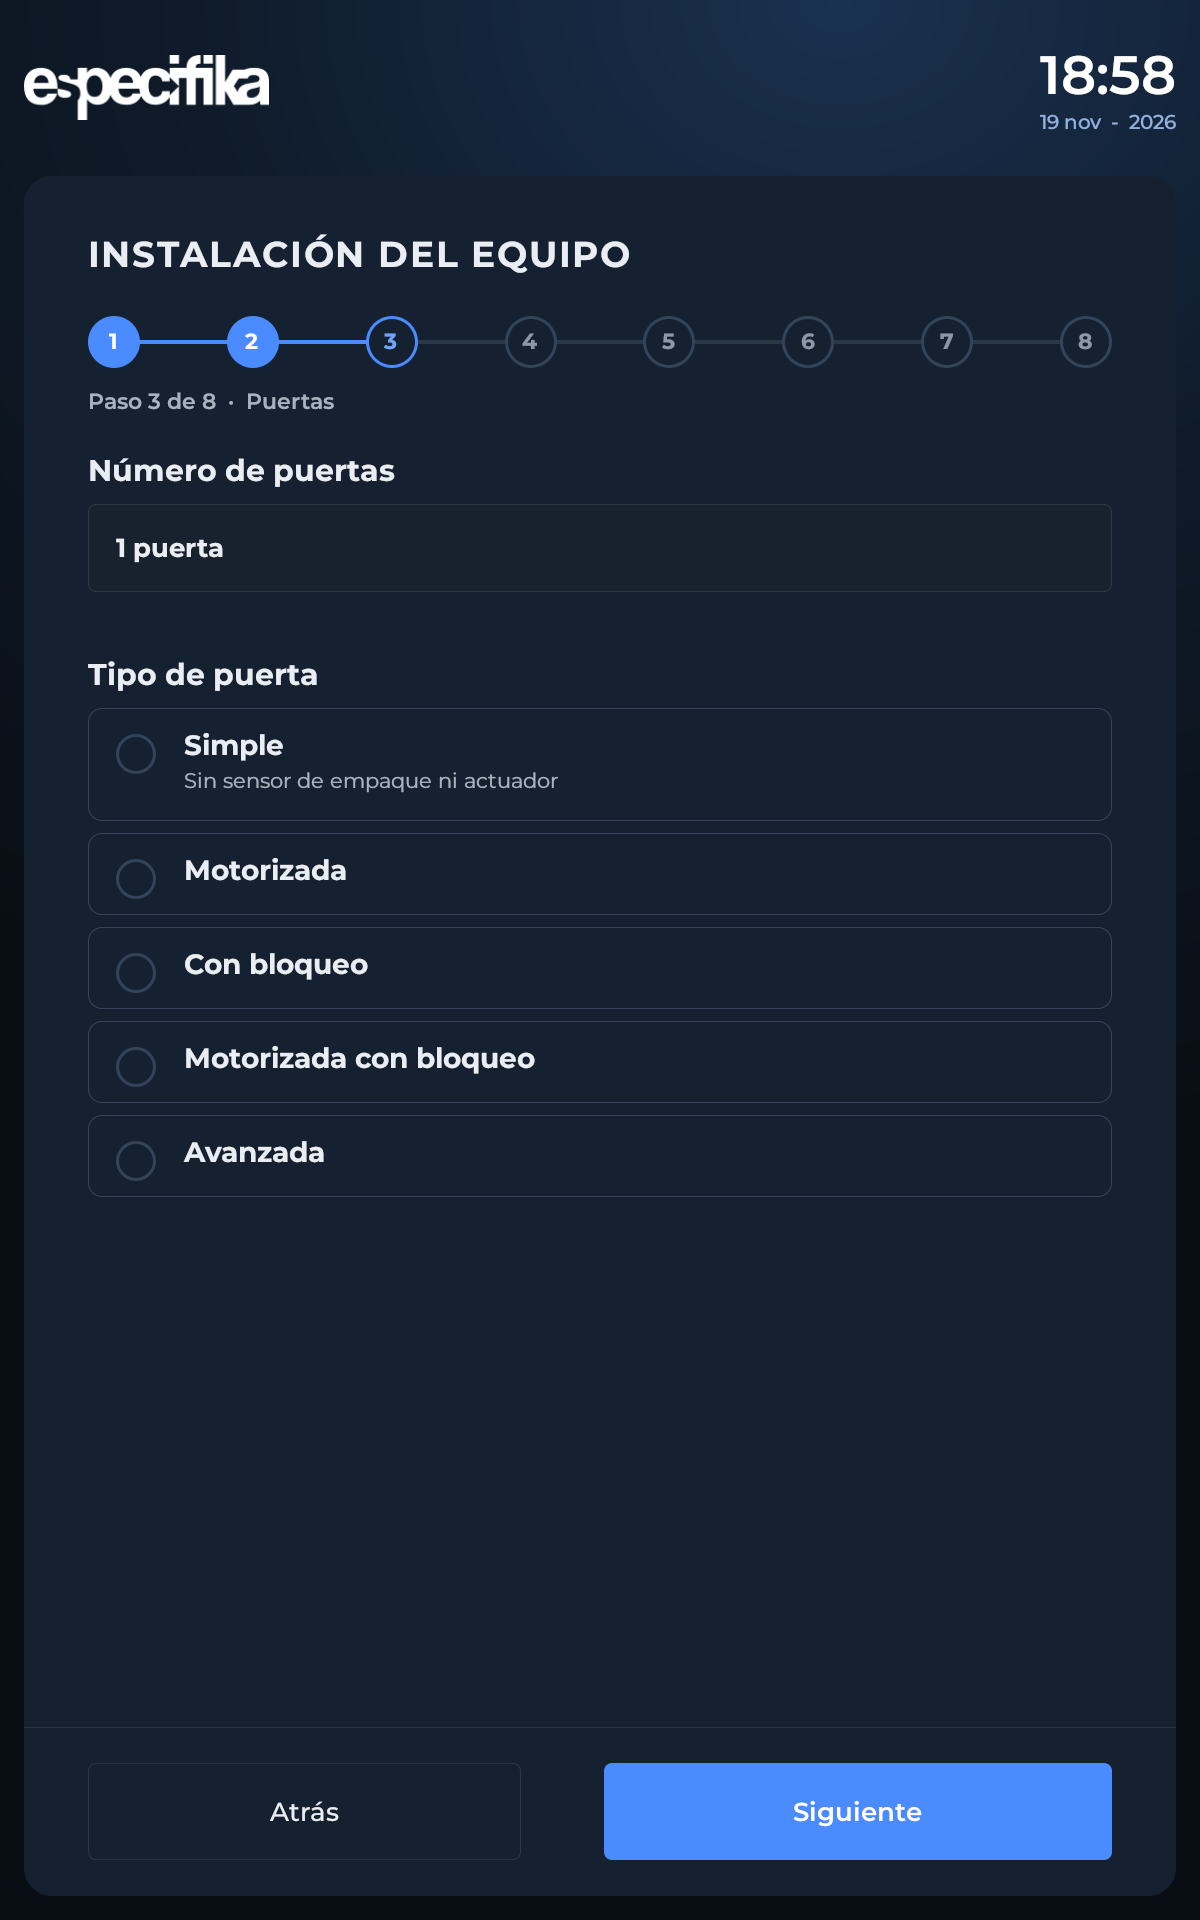 especifika
18:58
19 nov - 2026
INSTALACIÓN DEL EQUIPO
1 2 3 4 5 6 7 8
Paso 3 de 8 · Puertas
Número de puertas
1 puerta
Tipo de puerta
Simple
Sin sensor de empaque ni actuador
Motorizada
Con bloqueo
Motorizada con bloqueo
Avanzada
Atrás
Siguiente